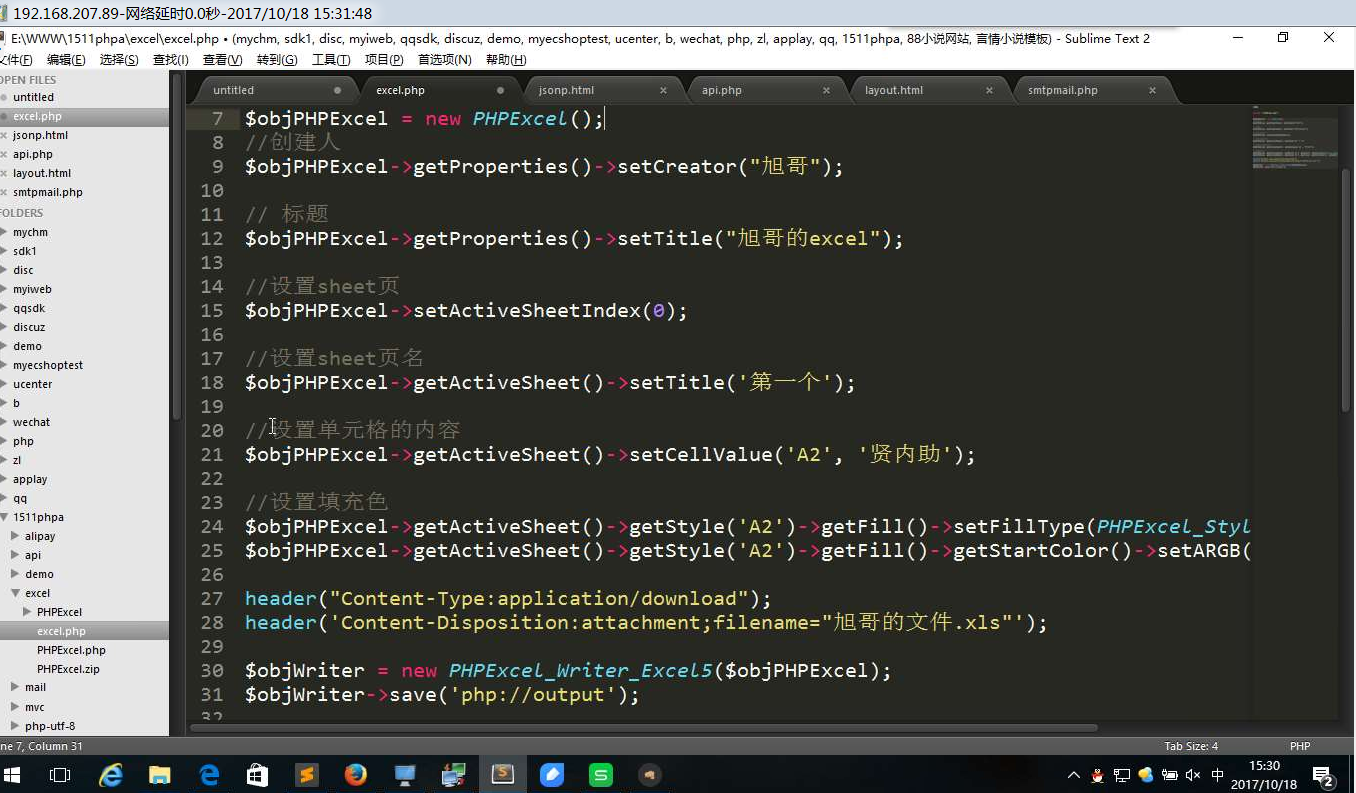 192.168.207.89-网络延时0.0秒-2017/10/18 15:31:48
E:\WWW\1511phpa\excel\excel.php • (mychm, sdk1, disc, myiweb, qqsdk, discuz, demo, myecshoptest, ucenter, b, wechat, php, zl, applay, qq, 1511phpa, 88小说网站, 言情小说模板) - Sublime Text 2
文件(F) 编辑(E) 选择(S) 查找(I) 查看(V) 转到(G) 工具(T) 项目(P) 首选项(N) 帮助(H)
OPEN FILES
untitled
excel.php
jsonp.html
api.php
layout.html
smtpmail.php
FOLDERS
mychm
sdk1
disc
myiweb
qqsdk
discuz
demo
myecshoptest
ucenter
b
wechat
php
zl
applay
qq
1511phpa
alipay
api
demo
excel
PHPExcel
excel.php
PHPExcel.php
PHPExcel.zip
mail
mvc
php-utf-8
untitled excel.php jsonp.html api.php layout.html smtpmail.php
7 $objPHPExcel = new PHPExcel();
8 //创建人
9 $objPHPExcel->getProperties()->setCreator("旭哥");
10
11 // 标题
12 $objPHPExcel->getProperties()->setTitle("旭哥的excel");
13
14 //设置sheet页
15 $objPHPExcel->setActiveSheetIndex(0);
16
17 //设置sheet页名
18 $objPHPExcel->getActiveSheet()->setTitle('第一个');
19
20 //设置单元格的内容
21 $objPHPExcel->getActiveSheet()->setCellValue('A2', '贤内助');
22
23 //设置填充色
24 $objPHPExcel->getActiveSheet()->getStyle('A2')->getFill()->setFillType(PHPExcel_Styl
25 $objPHPExcel->getActiveSheet()->getStyle('A2')->getFill()->getStartColor()->setARGB(
26
27 header("Content-Type:application/download");
28 header('Content-Disposition:attachment;filename="旭哥的文件.xls"');
29
30 $objWriter = new PHPExcel_Writer_Excel5($objPHPExcel);
31 $objWriter->save('php://output');
32
ne 7, Column 31 Tab Size: 4 PHP
中 15:30
2017/10/18 2